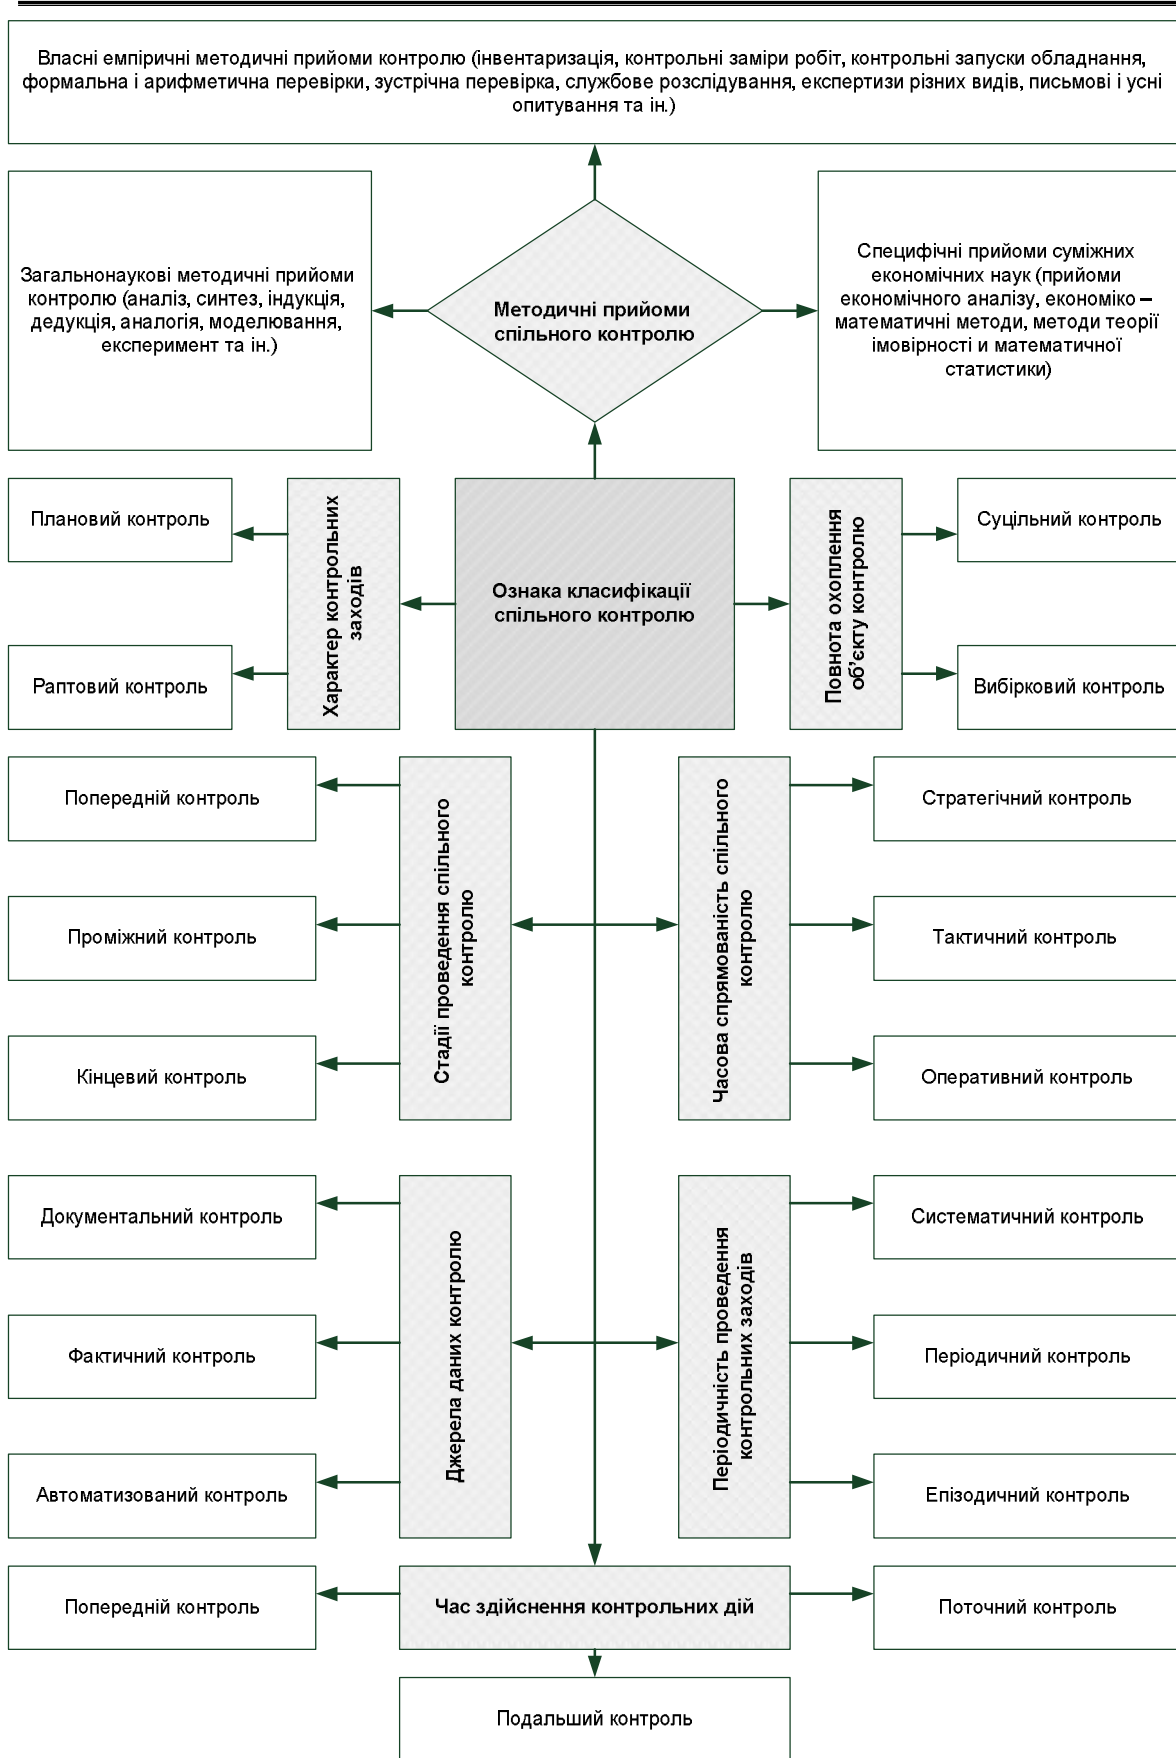 Власні емпіричні методичні прийоми контролю (інвентаризація, контрольні заміри робіт, контрольні запуски обладнання,
формальна і арифметична перевірки, зустрічна перевірка, службове розслідування, експертизи різних видів, письмові і усні
опитування та ін.)
Загальнонаукові методичні прийоми
контролю (аналіз, синтез, індукція,
дедукція, аналогія, моделювання,
експеримент та ін.)
Методичні прийоми
спільного контролю
Специфічні прийоми суміжних
економічних наук (прийоми
економічного аналізу, економіко –
математичні методи, методи теорії
імовірності и математичної
статистики)
Плановий контроль
Раптовий контроль
Характер контрольних
заходів
Ознака класифікації
спільного контролю
Повнота охоплення
об’єкту контролю
Суцільний контроль
Вибірковий контроль
Попередній контроль
Проміжний контроль
Кінцевий контроль
Стадії проведення спільного
контролю
Часова спрямованість спільного
контролю
Стратегічний контроль
Тактичний контроль
Оперативний контроль
Документальний контроль
Фактичний контроль
Автоматизований контроль
Джерела даних контролю
Періодичність проведення
контрольних заходів
Систематичний контроль
Періодичний контроль
Епізодичний контроль
Попередній контроль
Час здійснення контрольних дій
Поточний контроль
Подальший контроль